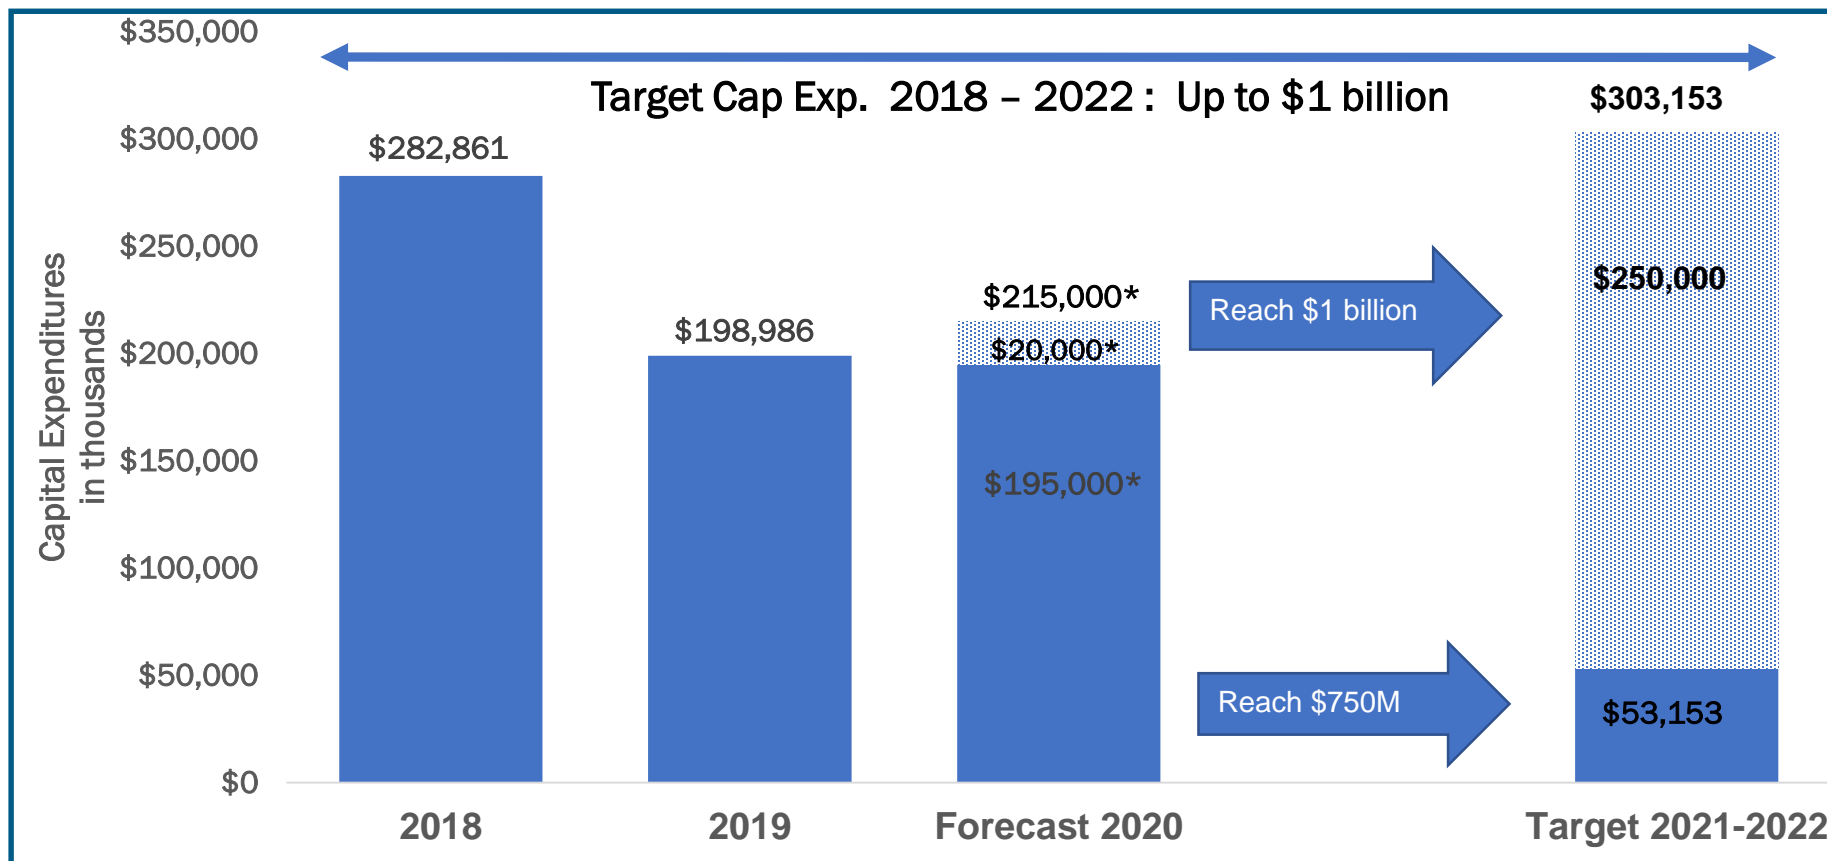 $350,000
Target Cap Exp. 2018 – 2022 : Up to $1 billion
$303,153
$300,000
$282,861
$250,000
$250,000
$215,000*
Reach $1 billion
$198,986
$20,000*
$200,000
Capital Expenditures
in thousands
$150,000
$195,000*
$100,000
$50,000
Reach $750M
$53,153
$0
2018
2019
Forecast 2020
Target 2021-2022